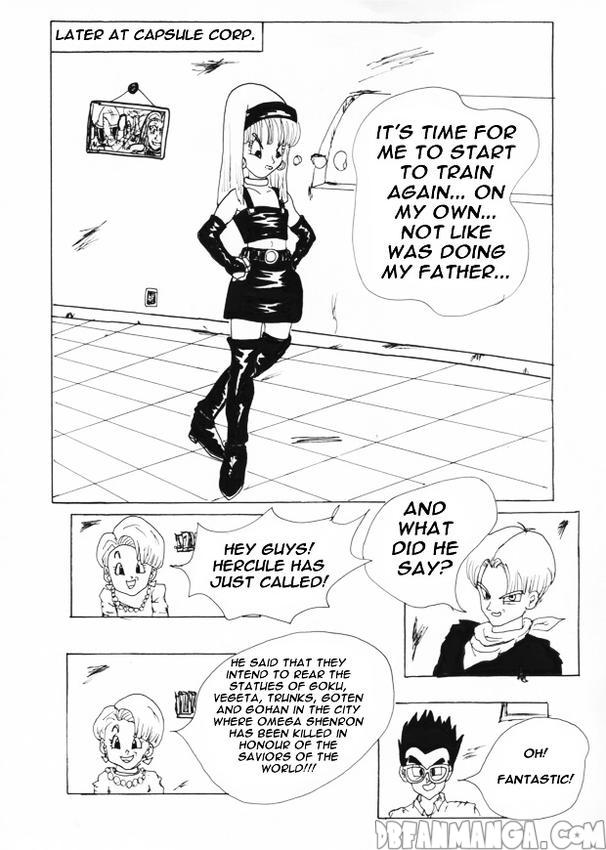 LATER AT CAPSULE CORP.
IT'S TIME FOR
ME TO START
TO TRAIN
AGAIN... ON
MY OWN...
NOT LIKE
WAS DOING
MY FATHER...
HEY GUYS!
HERCULE HAS
JUST CALLED!
AND
WHAT
DID HE
SAY?
HE SAID THAT THEY
INTEND TO REAR THE
STATUES OF GOKU,
VEGETA, TRUNKS, GOTEN
AND GOHAN IN THE CITY
WHERE OMEGA SHENRON
HAS BEEN KILLED IN
HONOUR OF THE
SAVIORS OF THE
WORLD!!!
OH!
FANTASTIC!
DBFANMANGA.COM